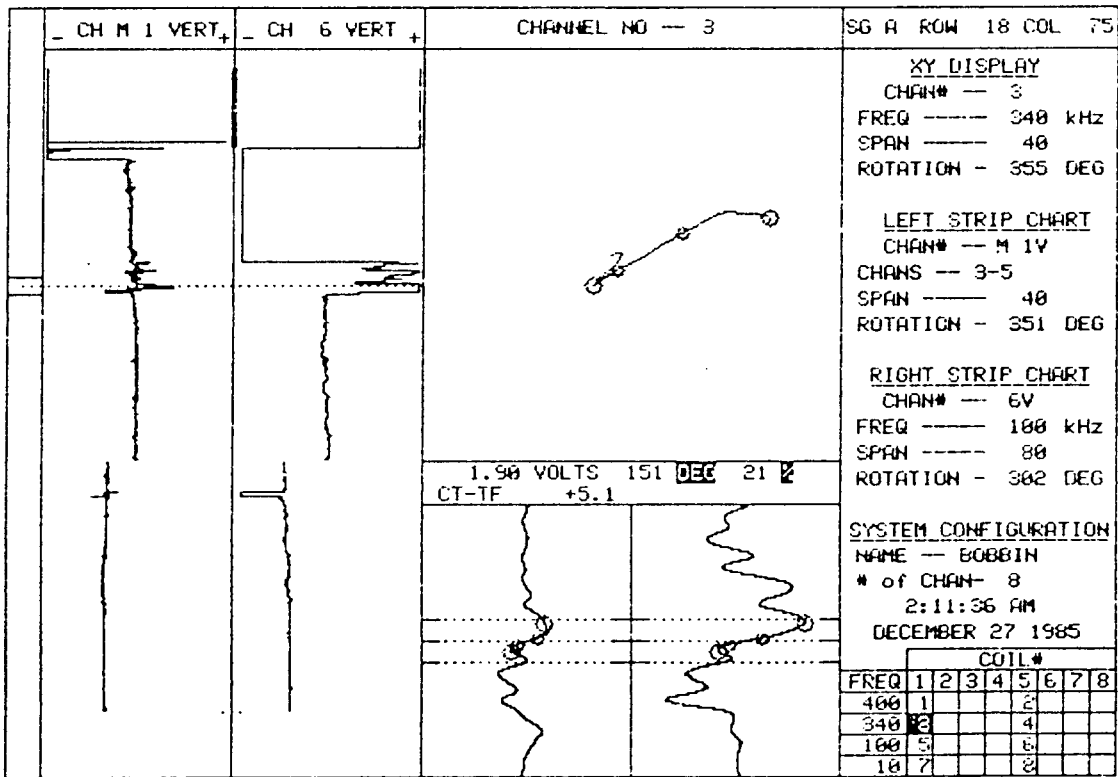 _ CH M 1 VERT +
_ CH 6 VERT +
CHANNEL NO -- 3
SG A ROW 18 COL 75
XY DISPLAY
CHAN# -- 3
FREQ ----- 340 kHz
SPAN ----- 40
ROTATION - 355 DEG
LEFT STRIP CHART
CHAN# -- M 1V
CHANS -- 3-5
SPAN ----- 40
ROTATION - 351 DEG
RIGHT STRIP CHART
CHAN# -- 6V
FREQ ----- 100 kHz
SPAN ----- 80
ROTATION - 302 DEG
1.90 VOLTS 151 DEG 21 %
CT-TF +5.1
SYSTEM CONFIGURATION
NAME -- BOBBIN
# of CHAN- 8
2:11:36 AM
DECEMBER 27 1985
COIL#
FREQ 1 2 3 4 5 6 7 8
400 1 2
340 3 4
100 5 6
10 7 8